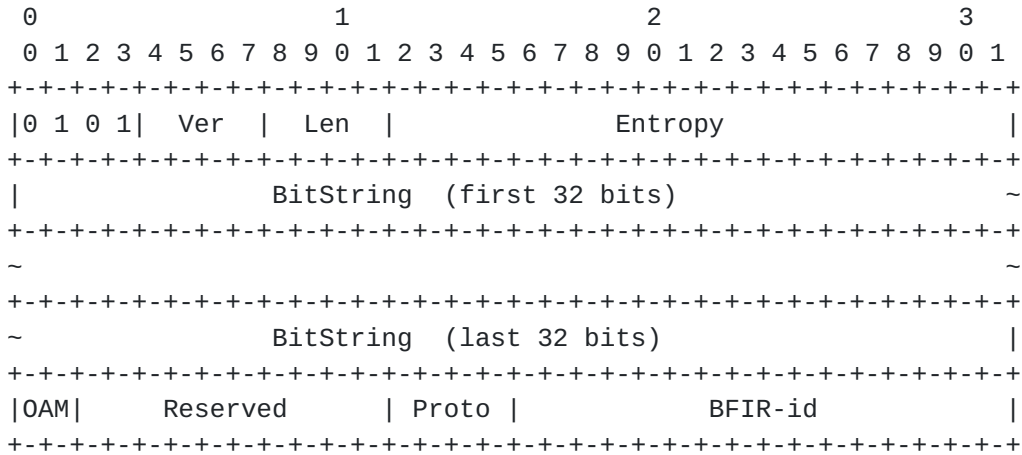 0                   1                   2                   3
 0 1 2 3 4 5 6 7 8 9 0 1 2 3 4 5 6 7 8 9 0 1 2 3 4 5 6 7 8 9 0 1
+-+-+-+-+-+-+-+-+-+-+-+-+-+-+-+-+-+-+-+-+-+-+-+-+-+-+-+-+-+-+-+-+
|0 1 0 1|  Ver  |  Len  |              Entropy                  |
+-+-+-+-+-+-+-+-+-+-+-+-+-+-+-+-+-+-+-+-+-+-+-+-+-+-+-+-+-+-+-+-+
|                BitString  (first 32 bits)                     ~
+-+-+-+-+-+-+-+-+-+-+-+-+-+-+-+-+-+-+-+-+-+-+-+-+-+-+-+-+-+-+-+-+
~                                                               ~
+-+-+-+-+-+-+-+-+-+-+-+-+-+-+-+-+-+-+-+-+-+-+-+-+-+-+-+-+-+-+-+-+
~                BitString  (last 32 bits)                      |
+-+-+-+-+-+-+-+-+-+-+-+-+-+-+-+-+-+-+-+-+-+-+-+-+-+-+-+-+-+-+-+-+
|OAM|     Reserved      | Proto |            BFIR-id            |
+-+-+-+-+-+-+-+-+-+-+-+-+-+-+-+-+-+-+-+-+-+-+-+-+-+-+-+-+-+-+-+-+